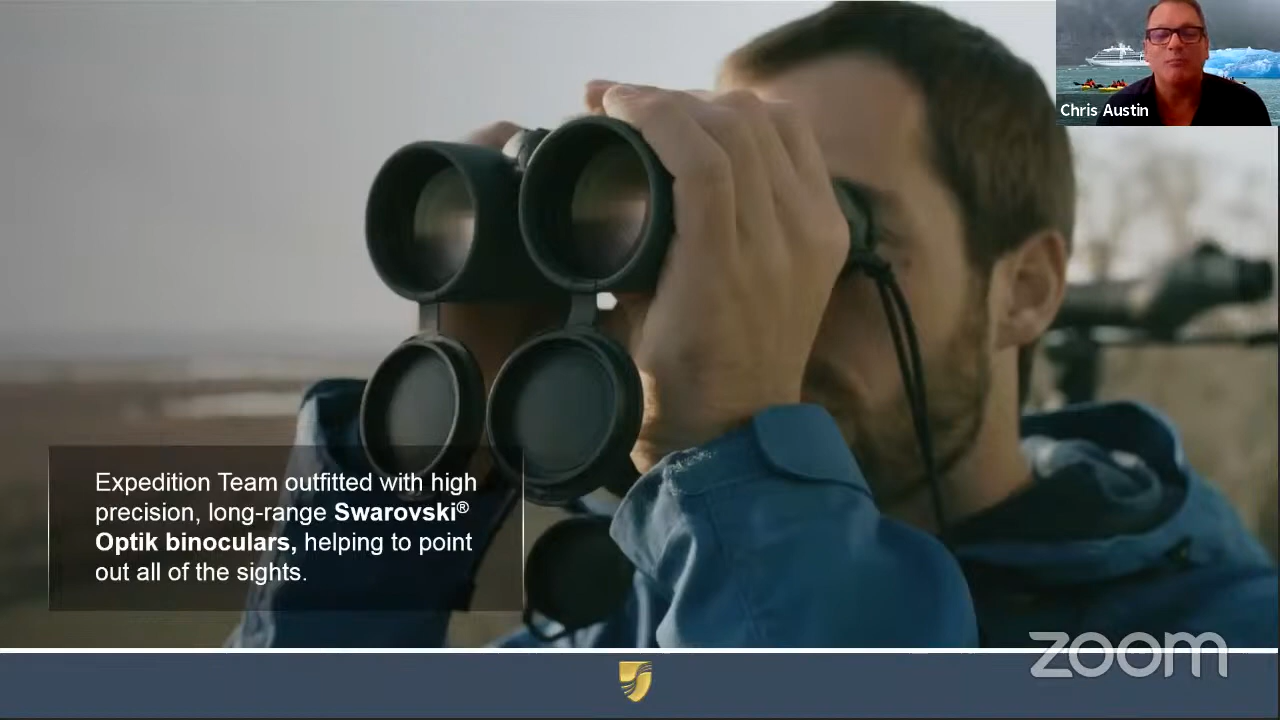 Chris Austin
Expedition Team outfitted with high
precision, long-range Swarovski®
Optik binoculars, helping to point
out all of the sights.
zoom